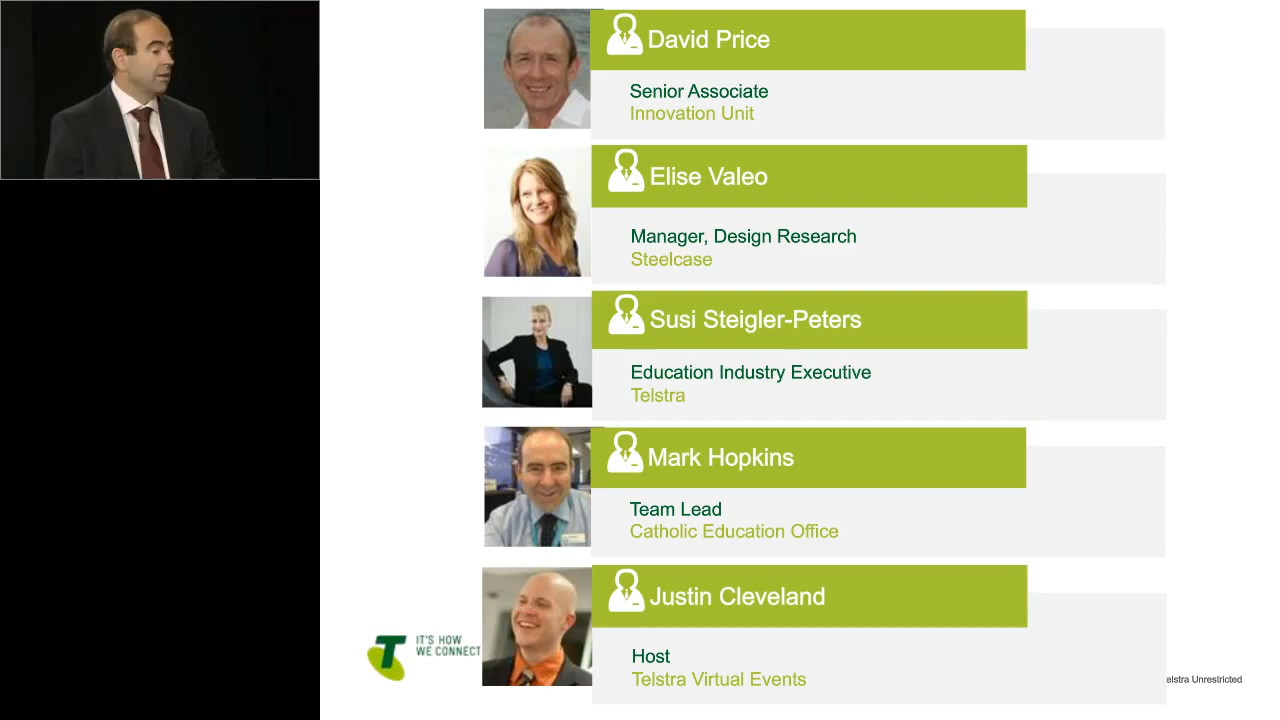 David Price
Senior Associate
Innovation Unit
Elise Valeo
Manager, Design Research
Steelcase
Susi Steigler-Peters
Education Industry Executive
Telstra
Mark Hopkins
Team Lead
Catholic Education Office
Justin Cleveland
Host
Telstra Virtual Events
T
IT'S HOW
WE CONNECT
elstra Unrestricted